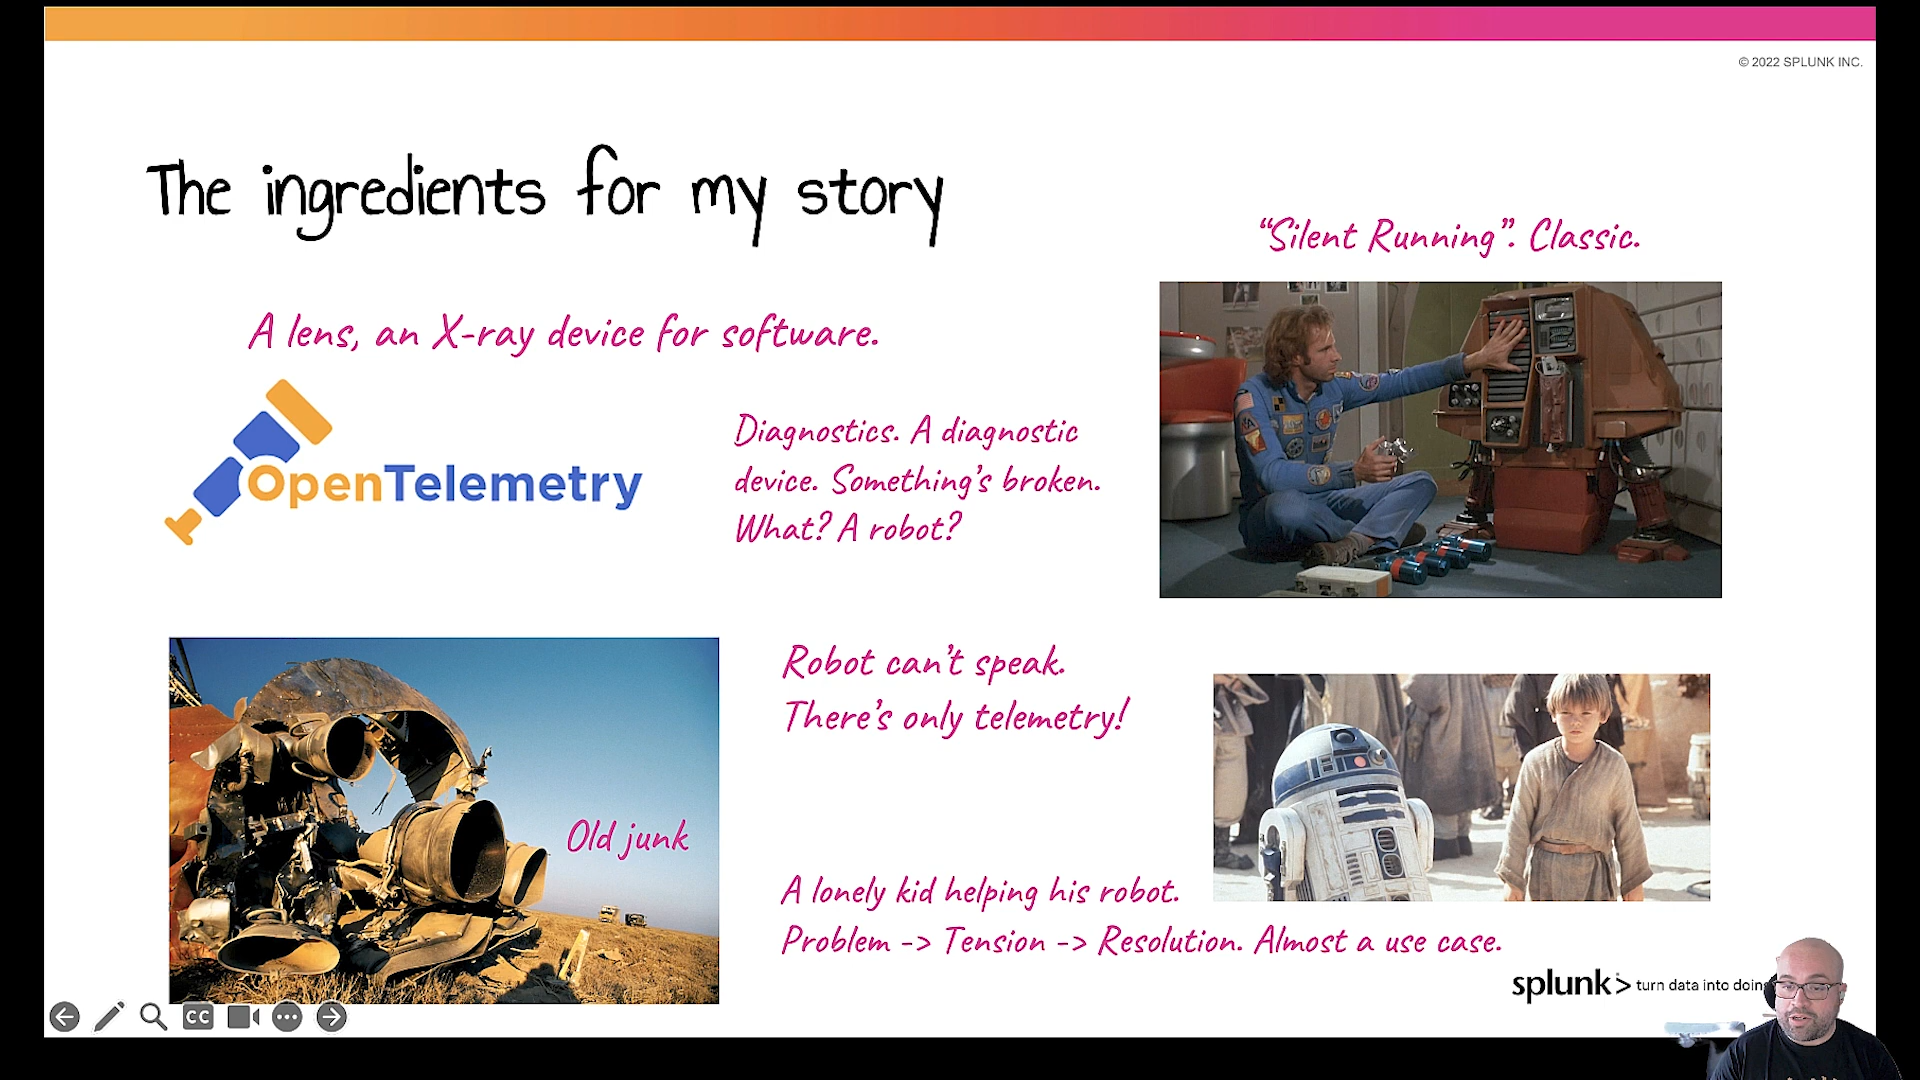 © 2022 SPLUNK INC.
The ingredients for my story
“Silent Running”. Classic.
A lens, an X-ray device for software.
OpenTelemetry
Diagnostics. A diagnostic
device. Something’s broken.
What? A robot?
Robot can’t speak.
There’s only telemetry!
Old junk
A lonely kid helping his robot.
Problem -> Tension -> Resolution. Almost a use case.
splunk> turn data into doing
CC